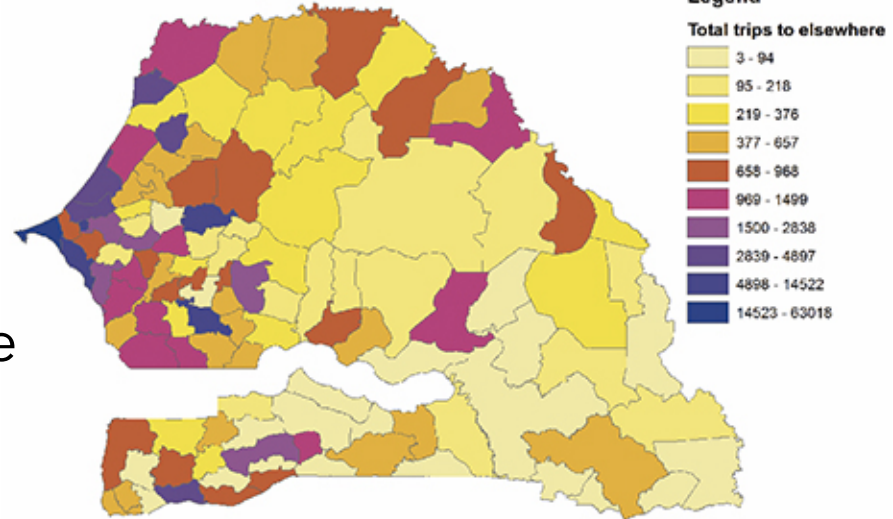 Legend
Total trips to elsewhere
3 - 94
95 - 218
219 - 376
377 - 657
658 - 968
969 - 1499
1500 - 2838
2839 - 4897
4898 - 14522
14523 - 63018
e